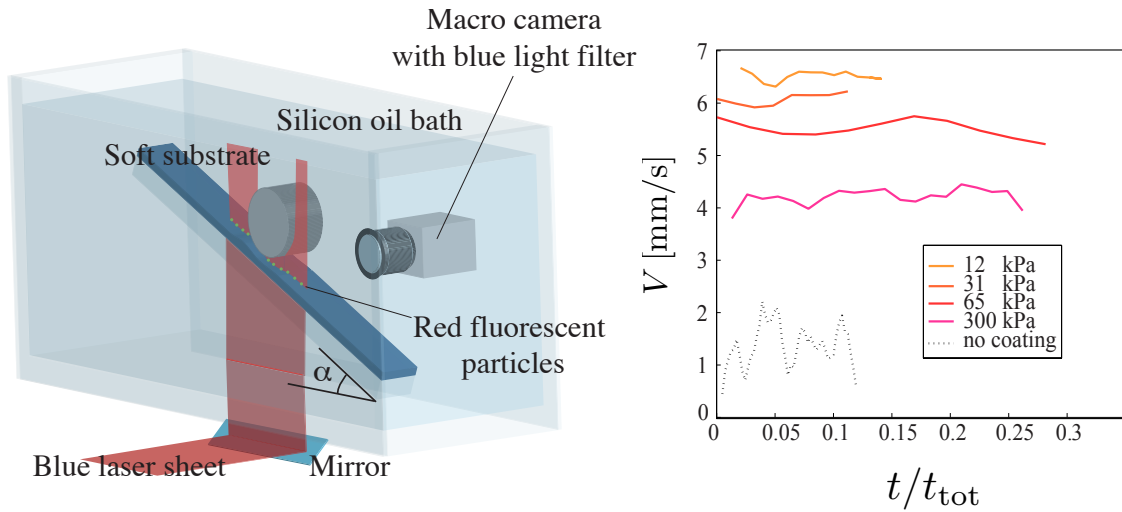 Macro camera
with blue light filter
Silicon oil bath
Soft substrate
Red fluorescent
particles
α
Blue laser sheet
Mirror
V [mm/s]
7
6
5
4
3
2
1
0
12 kPa
31 kPa
65 kPa
300 kPa
no coating
0 0.05 0.1 0.15 0.2 0.25 0.3
t/t_tot